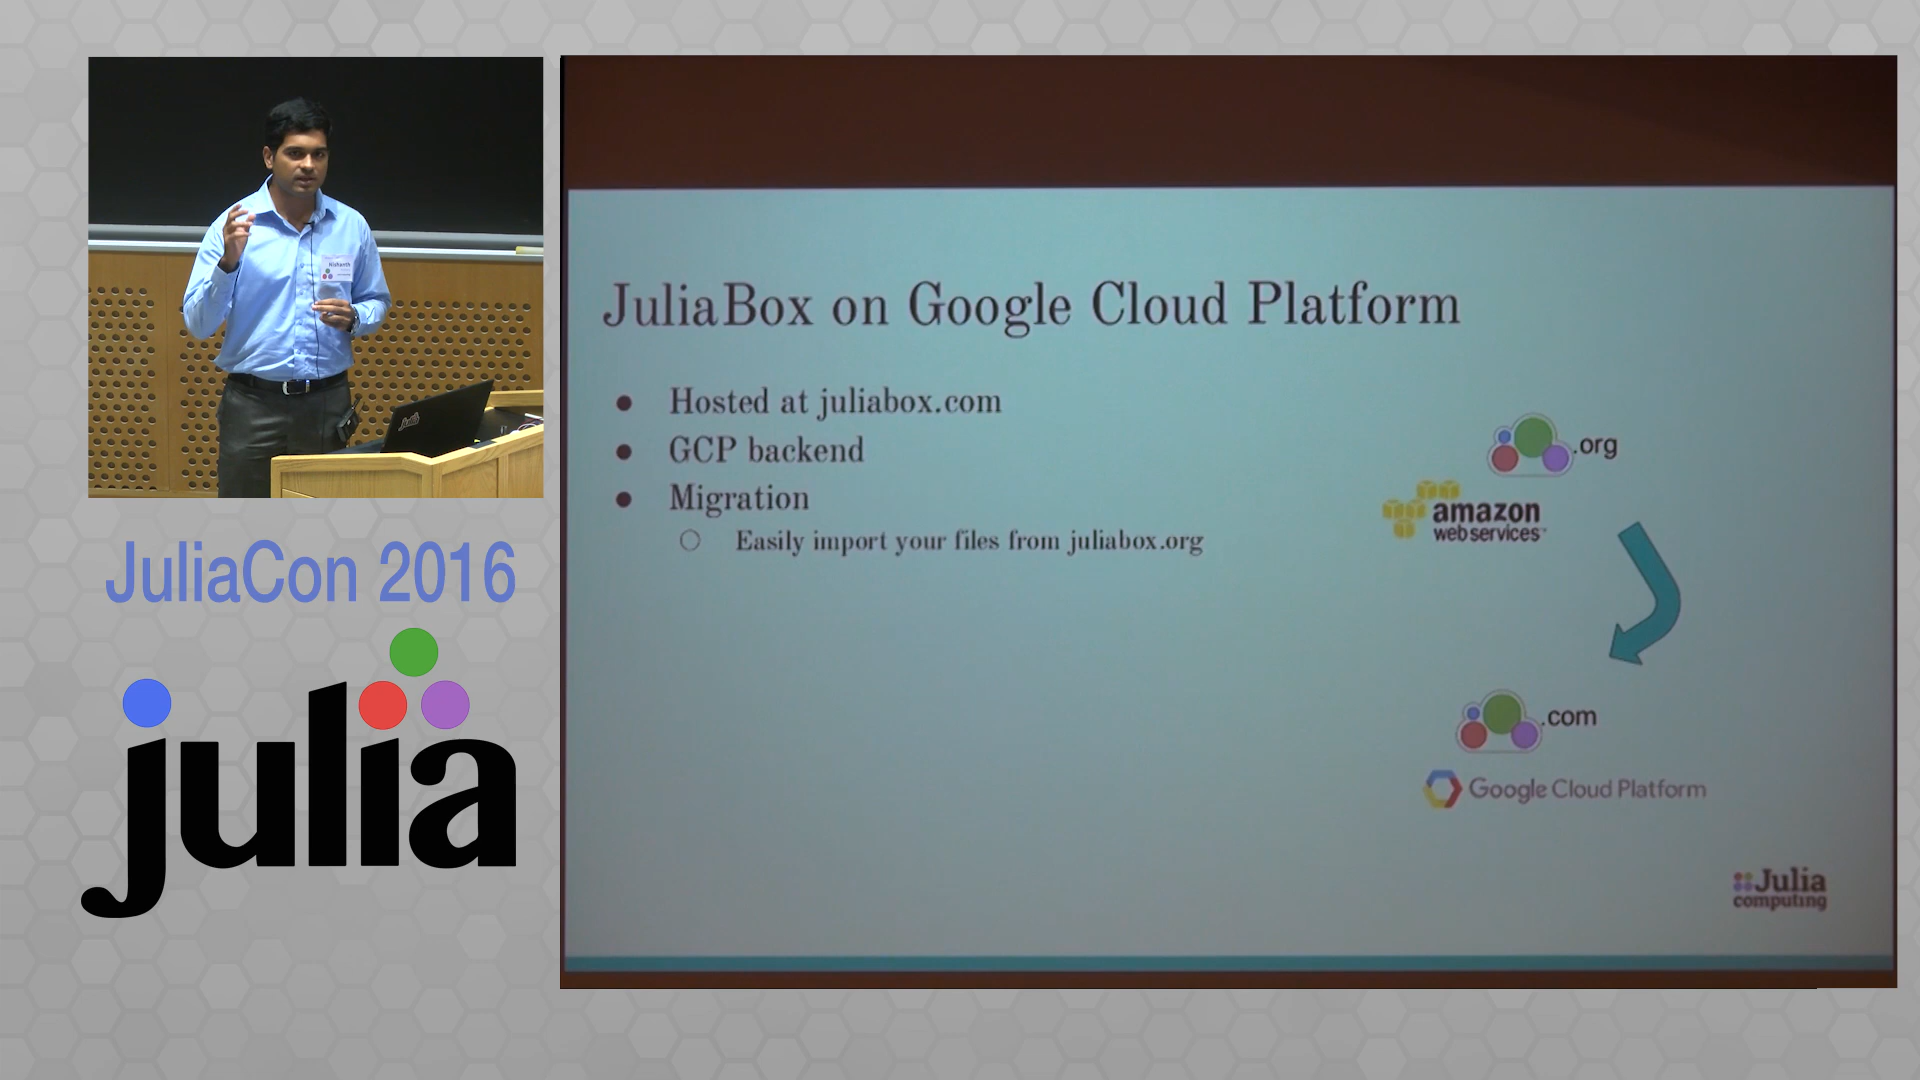 Nishanth
JuliaCon 2016
julia
JuliaBox on Google Cloud Platform
● Hosted at juliabox.com
● GCP backend
● Migration
○ Easily import your files from juliabox.org
.org
amazon
webservices
.com
Google Cloud Platform
Julia
computing